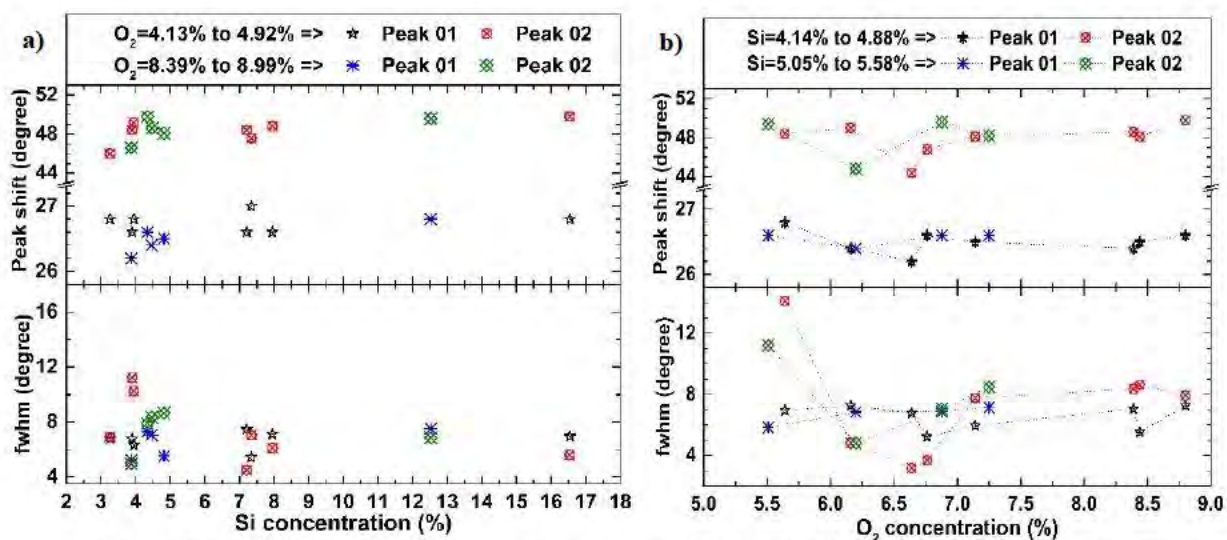 a)
O2=4.13% to 4.92% => Peak 01 Peak 02
O2=8.39% to 8.99% => Peak 01 Peak 02
Peak shift (degree)
52
48
44
27
26
fwhm (degree)
16
12
8
4
2 3 4 5 6 7 8 9 10 11 12 13 14 15 16 17 18
Si concentration (%)
b)
Si=4.14% to 4.88% => Peak 01 Peak 02
Si=5.05% to 5.58% => Peak 01 Peak 02
Peak shift (degree)
52
48
44
27
26
fwhm (degree)
12
8
4
5.0 5.5 6.0 6.5 7.0 7.5 8.0 8.5 9.0
O2 concentration (%)